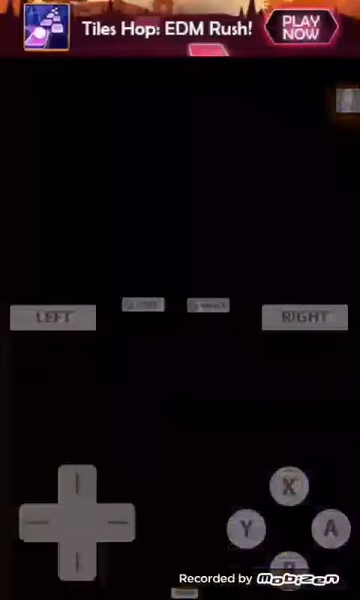 Tiles Hop: EDM Rush!
PLAY
NOW
LEFT
RIGHT
X
Y
A
B
Recorded by Mobizen